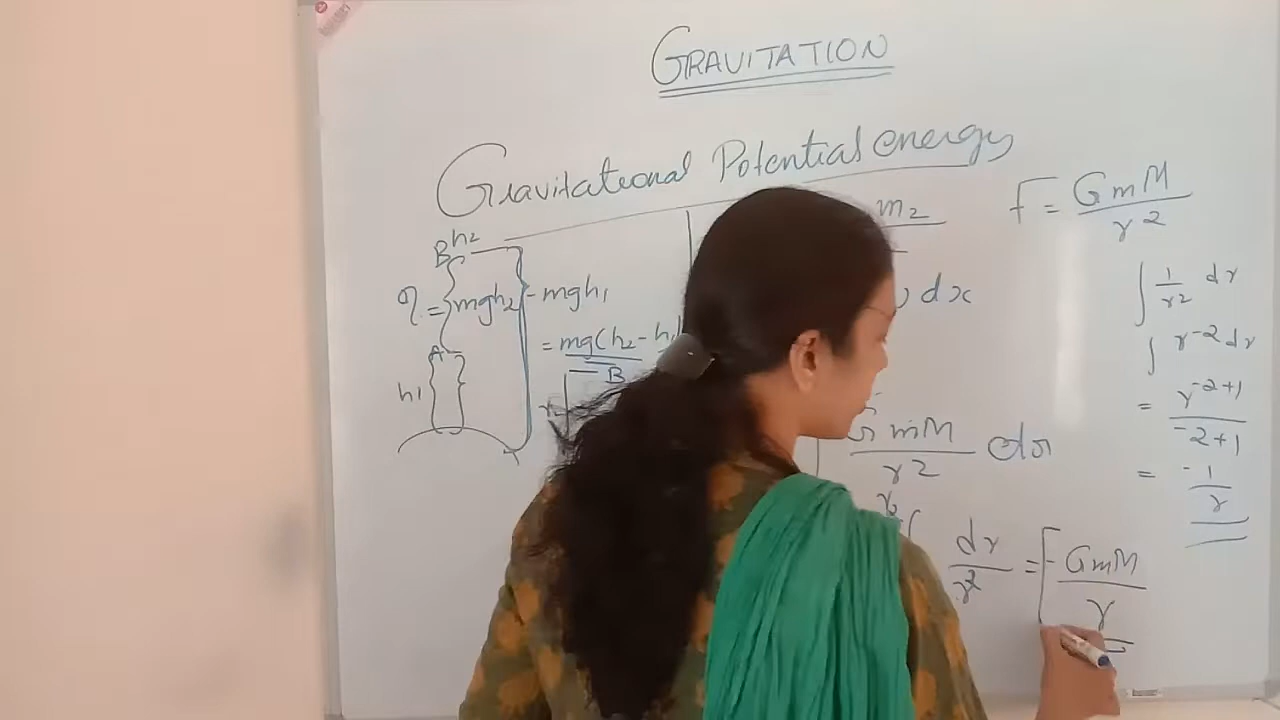 GRAVITATION
Gravitational Potential energy
B h2
η = mgh2 - mgh1
= mg(h2 - h1)
A
h1
B
m2
dx
GmM
r2 dr
dr
r2 = [-GmM
r
F = GmM
r2
∫ 1/r2 dr
∫ r-2 dr
= r-2+1
-2+1
= -1
r